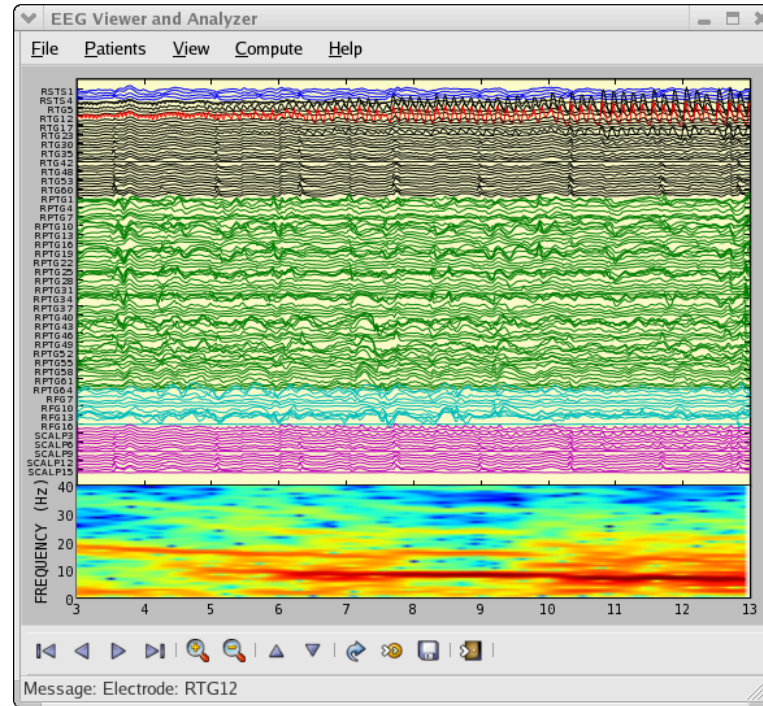 EEG Viewer and Analyzer
File Patients View Compute Help
RSTS1
RSTS4
RTG5
RTG12
RTG17
RTG23
RTG30
RTG35
RTG42
RTG48
RTG53
RTG60
RPTG1
RPTG4
RPTG7
RPTG10
RPTG13
RPTG16
RPTG19
RPTG22
RPTG25
RPTG28
RPTG31
RPTG34
RPTG37
RPTG40
RPTG43
RPTG46
RPTG49
RPTG52
RPTG55
RPTG58
RPTG61
RPTG64
RFG7
RFG10
RFG13
RFG16
SCALP3
SCALP6
SCALP9
SCALP12
SCALP15
FREQUENCY (Hz)
40
30
20
10
0
3 4 5 6 7 8 9 10 11 12 13
Message: Electrode: RTG12